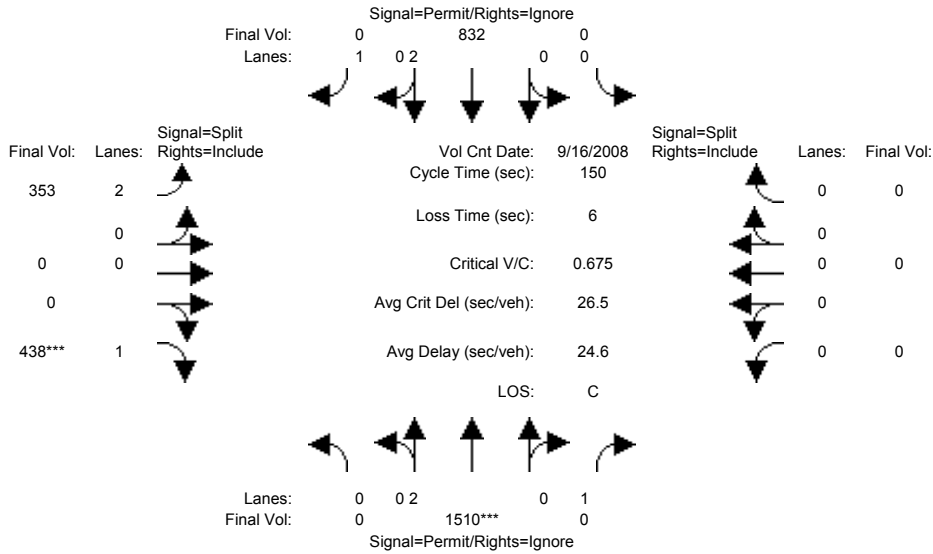 Signal=Permit/Rights=Ignore
Final Vol: 0 832 0
Lanes: 1 0 2 0 0
Signal=Split Signal=Split
Final Vol: Lanes: Rights=Include Vol Cnt Date: 9/16/2008 Rights=Include Lanes: Final Vol:
Cycle Time (sec): 150
353 2 0 0
Loss Time (sec): 6
0 0
0 0 Critical V/C: 0.675 0 0
0 Avg Crit Del (sec/veh): 26.5 0
438*** 1 Avg Delay (sec/veh): 24.6 0 0
LOS: C
Lanes: 0 0 2 0 1
Final Vol: 0 1510*** 0
Signal=Permit/Rights=Ignore